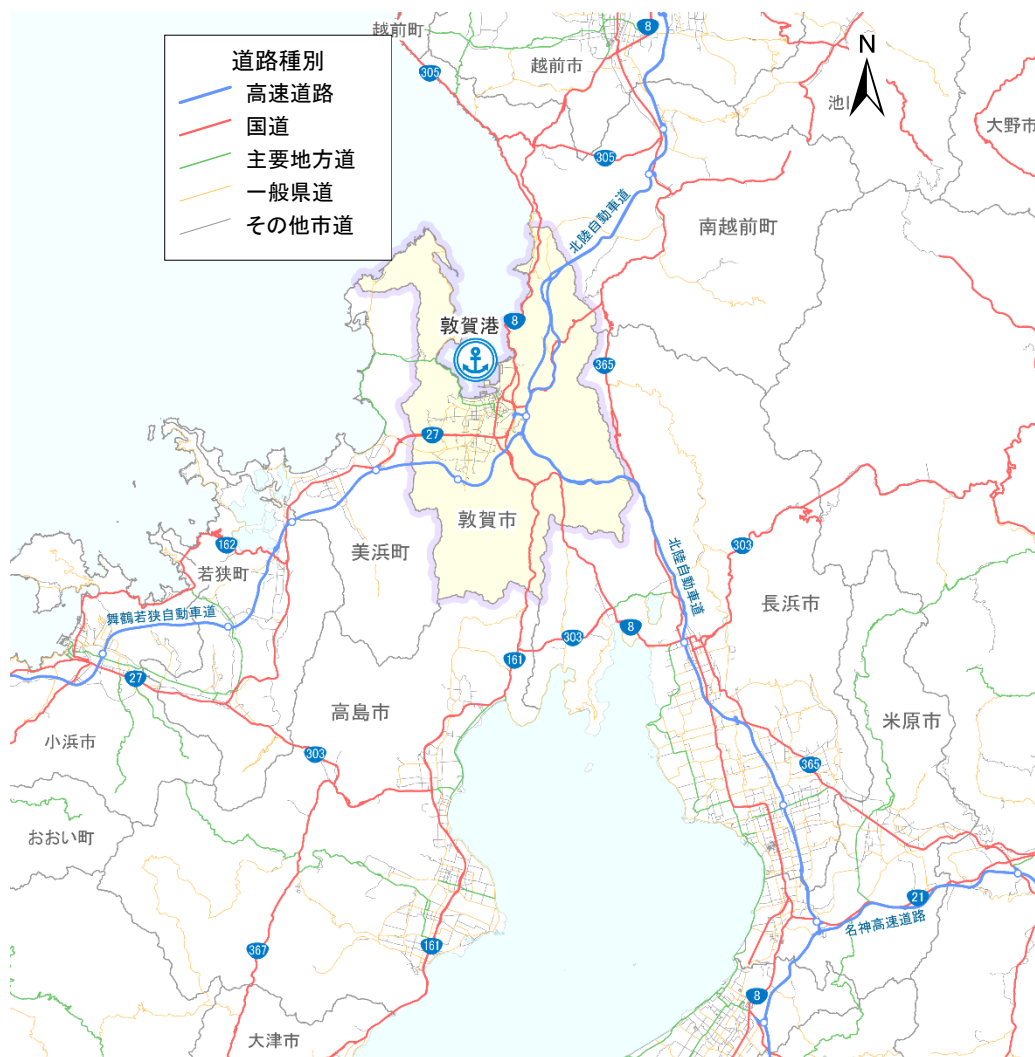 道路種別
高速道路
国道
主要地方道
一般県道
その他市道
N
越前町
8
305
越前市
池
大野市
305
北陸自動車道
南越前町
敦賀港
8
365
27
敦賀市
美浜町
162
若狭町
舞鶴若狭自動車道
北陸自動車道
303
長浜市
303
8
161
27
高島市
小浜市
303
米原市
365
おおい町
21
名神高速道路
367
161
8
大津市